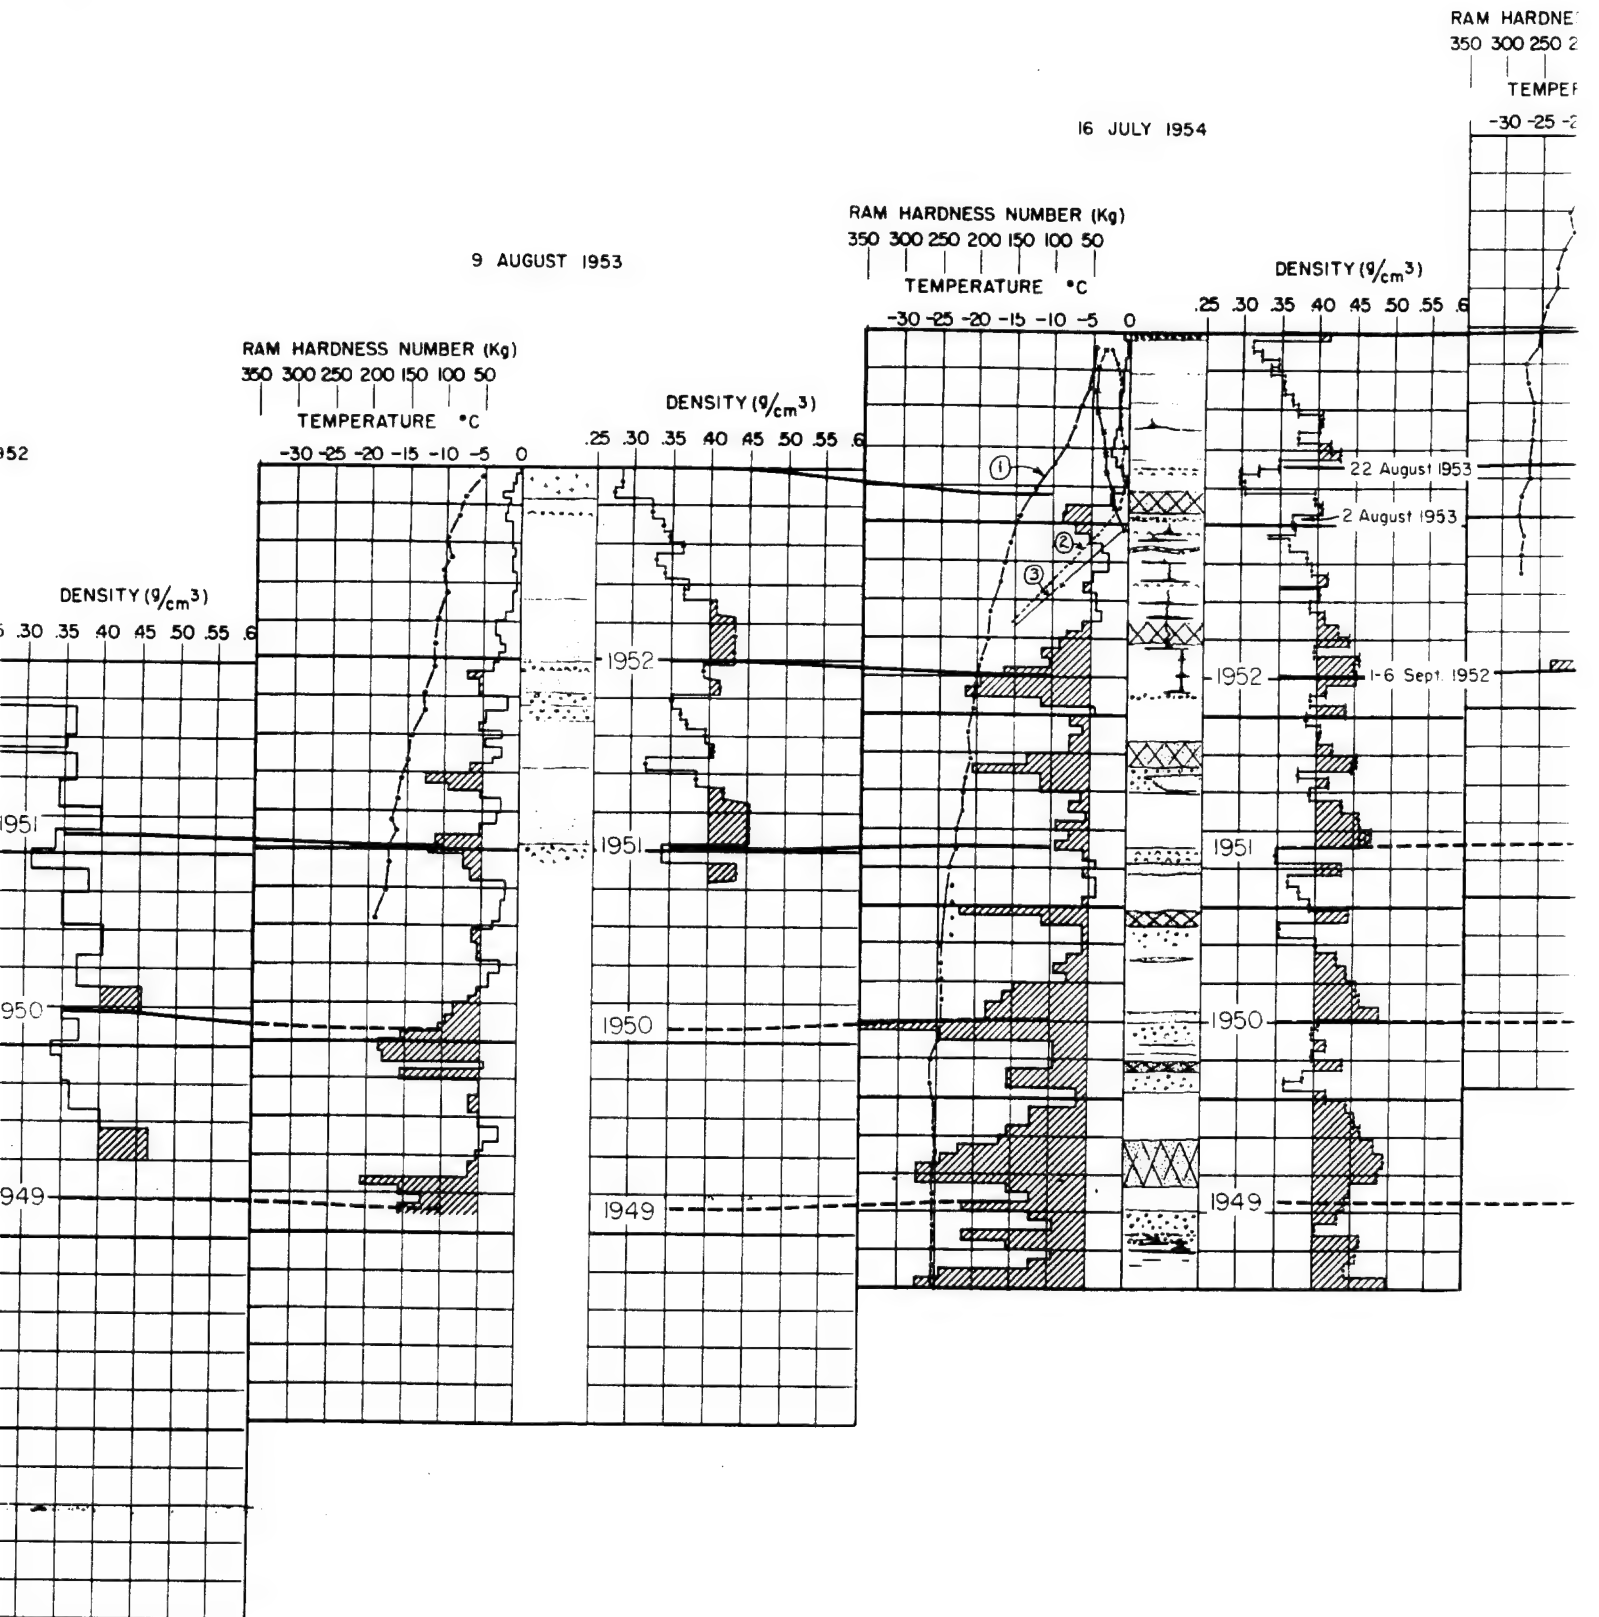 RAM HARDNE
350 300 250 2
TEMPER
-30 -25 -2
16 JULY 1954
RAM HARDNESS NUMBER (Kg)
350 300 250 200 150 100 50
TEMPERATURE °C
-30 -25 -20 -15 -10 -5 0
DENSITY (g/cm3)
.25 .30 .35 .40 .45 .50 .55 .6
9 AUGUST 1953
RAM HARDNESS NUMBER (Kg)
350 300 250 200 150 100 50
TEMPERATURE °C
-30 -25 -20 -15 -10 -5 0
DENSITY (g/cm3)
.25 .30 .35 .40 .45 .50 .55 .6
952
DENSITY (g/cm3)
5 .30 .35 .40 .45 .50 .55 .6
1
22 August 1953
2 August 1953
2
3
1952
1952
1-6 Sept. 1952
1951
1951
1951
950
1950
1950
949
1949
1949